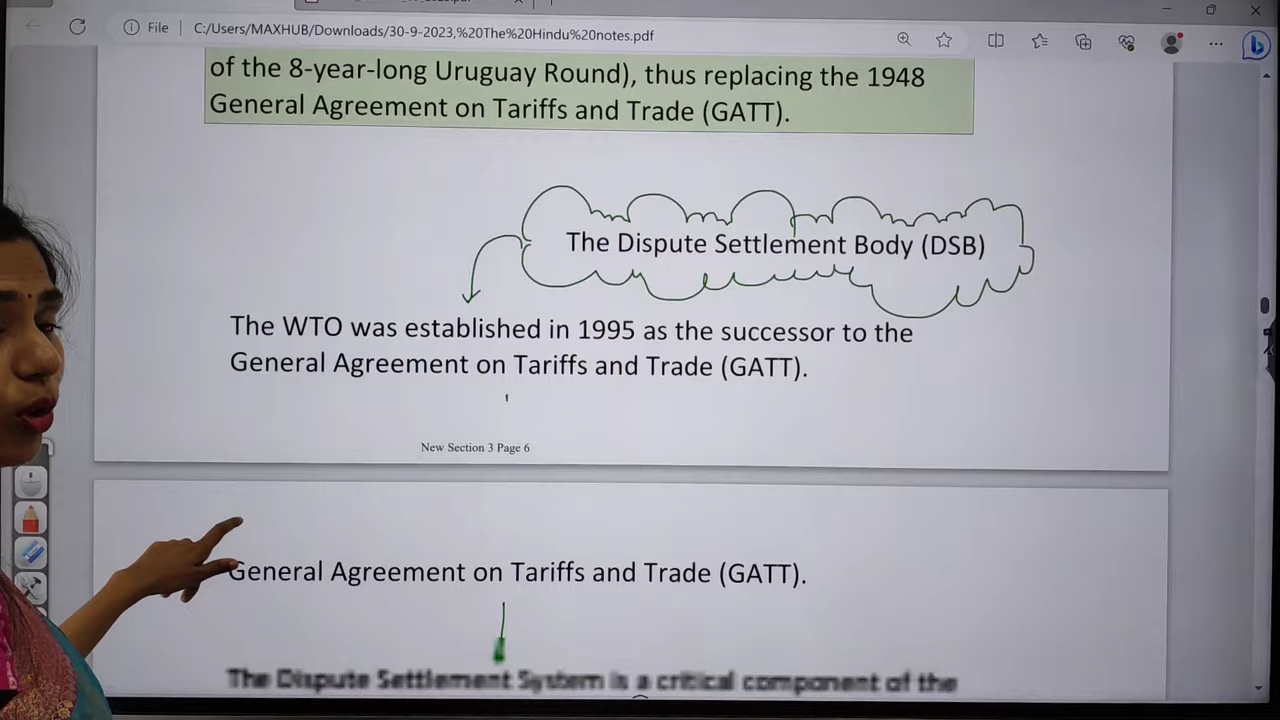 File
C:/Users/MAXHUB/Downloads/30-9-2023,%20The%20Hindu%20notes.pdf
of the 8-year-long Uruguay Round), thus replacing the 1948
General Agreement on Tariffs and Trade (GATT).
The Dispute Settlement Body (DSB)
The WTO was established in 1995 as the successor to the
General Agreement on Tariffs and Trade (GATT).
New Section 3 Page 6
General Agreement on Tariffs and Trade (GATT).
The Dispute Settlement System is a critical component of the